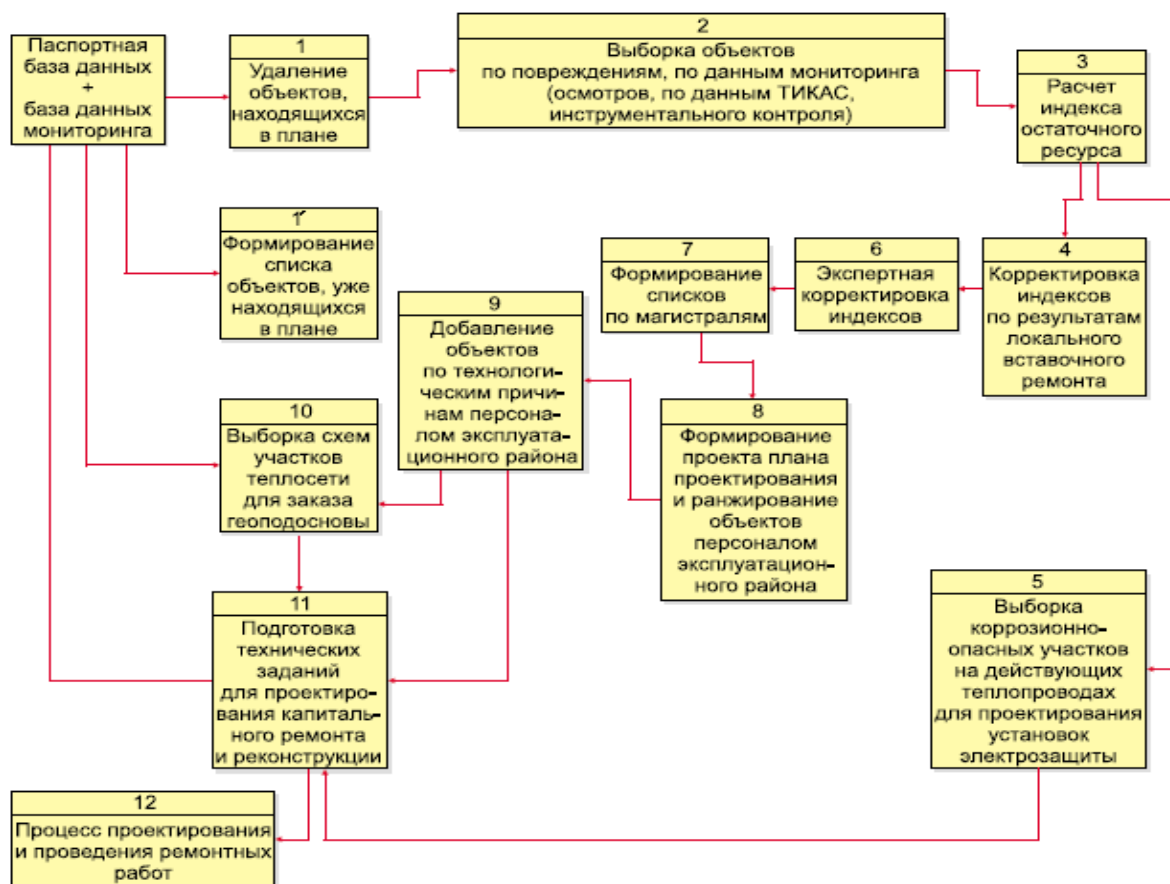 Паспортная
база данных
+
база данных
мониторинга
1
Удаление
объектов,
находящихся
в плане
2
Выборка объектов
по повреждениям, по данным мониторинга
(осмотров, по данным ТИКАС,
инструментального контроля)
3
Расчет
индекса
остаточного
ресурса
1´
Формирование
списка
объектов, уже
находящихся
в плане
9
Добавление
объектов
по технологи-
ческим причи-
нам персона-
лом эксплуата-
ционного района
7
Формирование
списков
по магистралям
6
Экспертная
корректировка
индексов
4
Корректировка
индексов
по результатам
локального
вставочного
ремонта
10
Выборка схем
участков
теплосети
для заказа
геоподосновы
8
Формирование
проекта плана
проектирования
и ранжирование
объектов
персоналом
эксплуатацион-
ного района
11
Подготовка
технических
заданий
для проектиро-
вания капиталь-
ного ремонта
и реконструкции
5
Выборка
коррозионно-
опасных участков
на действующих
теплопроводах
для проектирования
установок
электрозащиты
12
Процесс проектирования
и проведения ремонтных
работ